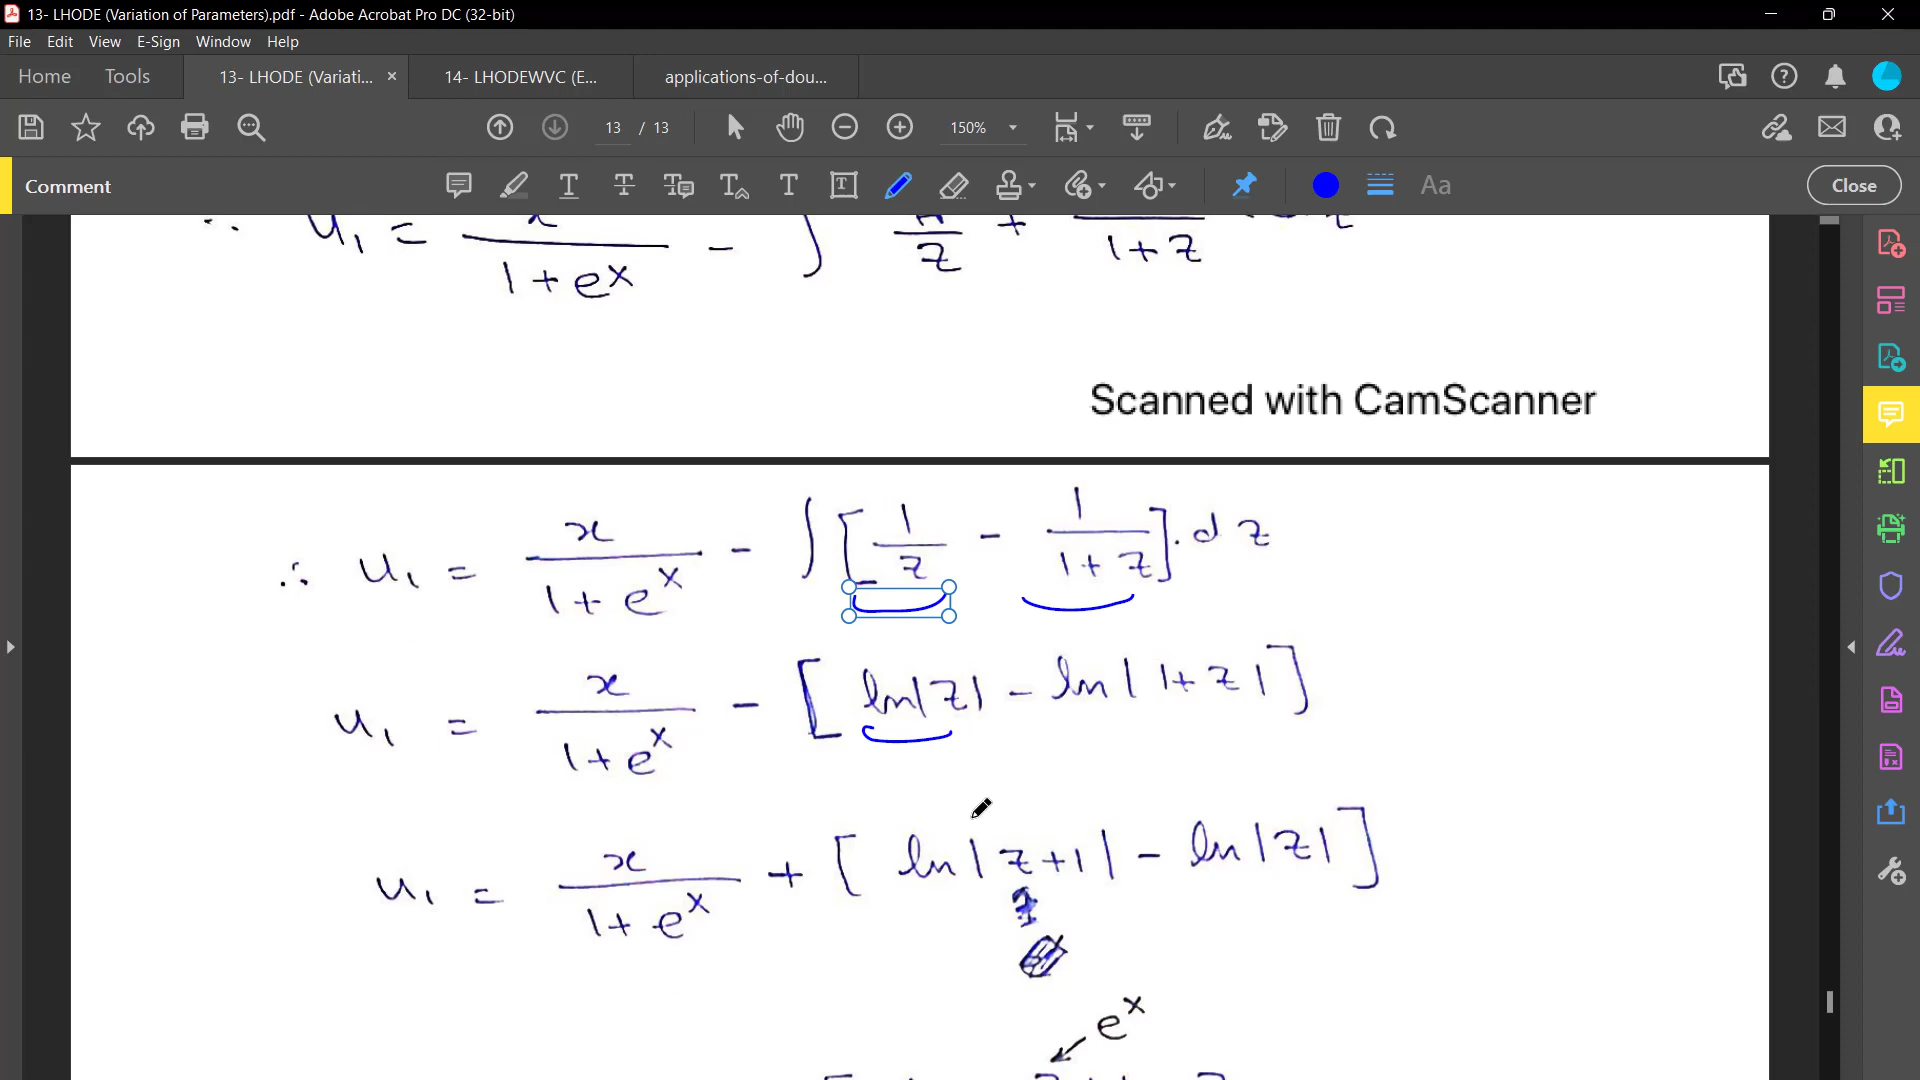 13- LHODE (Variation of Parameters).pdf - Adobe Acrobat Pro DC (32-bit)
File Edit View E-Sign Window Help
Home Tools 13- LHODE (Variati... × 14- LHODEWVC (E... applications-of-dou...
13 / 13 150%
Comment Aa Close
∴ u₁ = x/(1 + eˣ) - ∫ A/z + /(1+z)
Scanned with CamScanner
∴ u₁ = x/(1 + eˣ) - ∫ [1/z - 1/(1+z)] . dz
u₁ = x/(1 + eˣ) - [ln|z| - ln|1+z|]
u₁ = x/(1 + eˣ) + [ln|z+1| - ln|z|]
eˣ